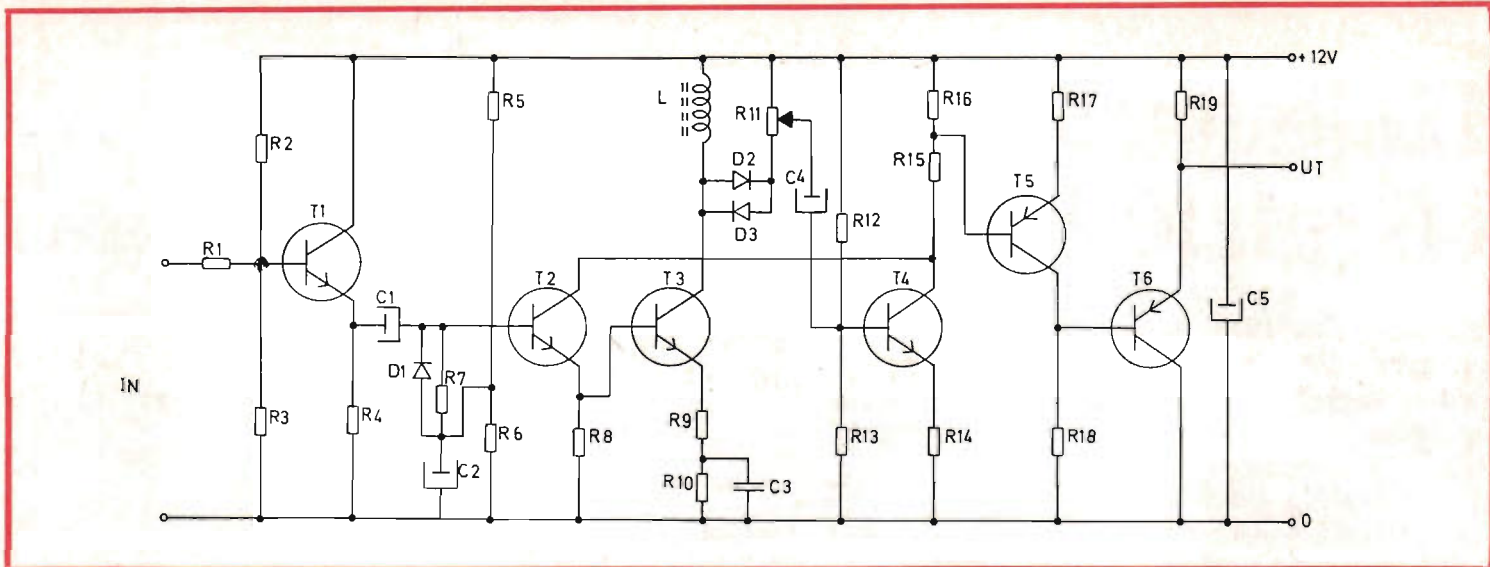 + 12V
R5
L
R11
R16
R17
R19
R2
D2
R15
UT
C4
T5
T1
D3
R12
R1
C1
T2
T3
T4
T6
C5
D1
R7
IN
R3
R4
R6
R8
R9
R13
R14
R18
C2
R10
C3
0